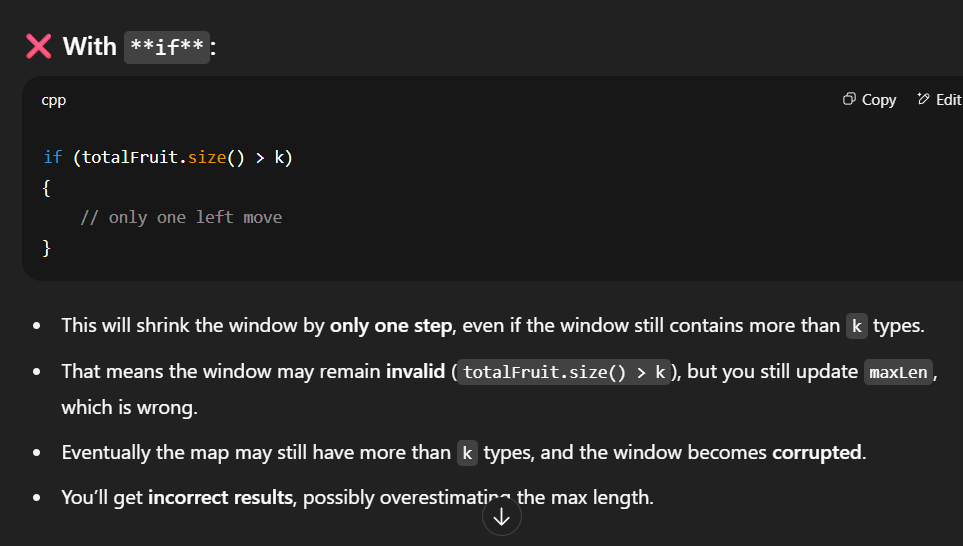 ❌ With **if**:
cpp
Copy
Edit
if (totalFruit.size() > k)
{
    // only one left move
}
• This will shrink the window by only one step, even if the window still contains more than k types.
• That means the window may remain invalid (totalFruit.size() > k), but you still update maxLen,
which is wrong.
• Eventually the map may still have more than k types, and the window becomes corrupted.
• You’ll get incorrect results, possibly overestimating the max length.